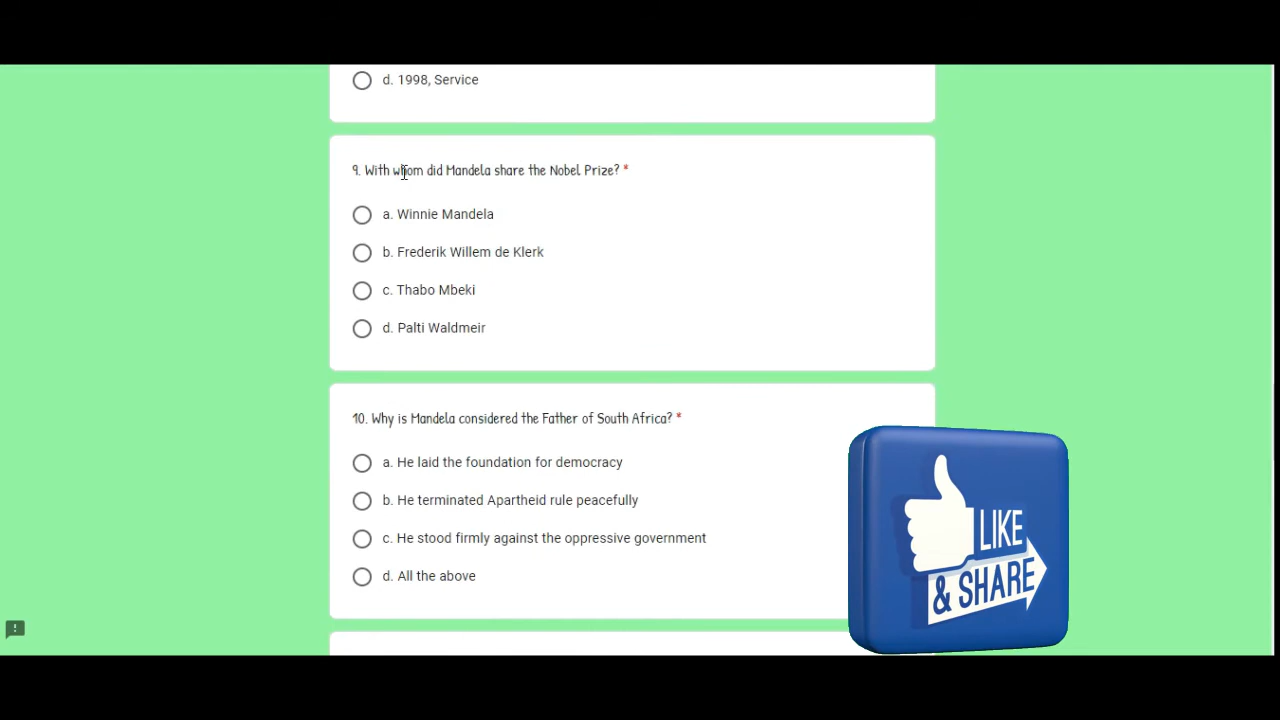 d. 1998, Service
9. With whom did Mandela share the Nobel Prize? *
a. Winnie Mandela
b. Frederik Willem de Klerk
c. Thabo Mbeki
d. Palti Waldmeir
10. Why is Mandela considered the Father of South Africa? *
a. He laid the foundation for democracy
b. He terminated Apartheid rule peacefully
c. He stood firmly against the oppressive government
d. All the above
LIKE
& SHARE
!